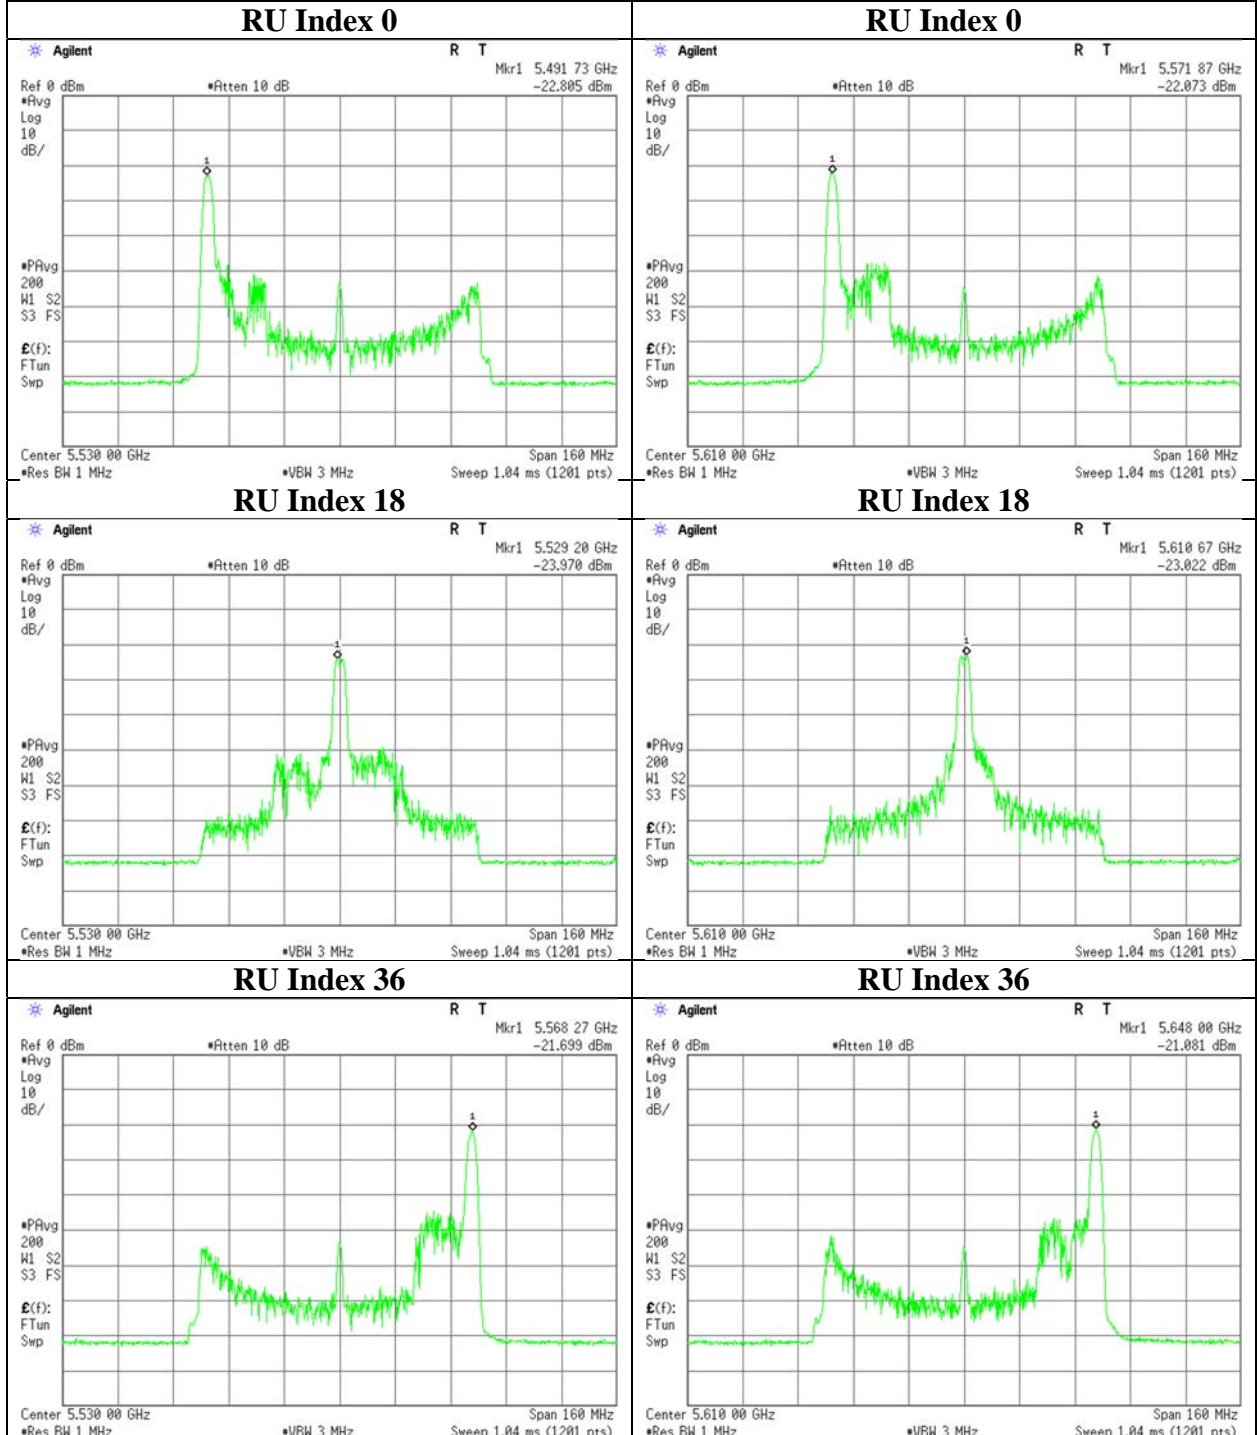 RU Index 0
Agilent R T
Mkr1 5.491 73 GHz
Ref 0 dBm #Atten 10 dB -22.805 dBm
#Avg
Log
10
dB/
1
#PAvg
200
W1 S2
S3 FS
£(f):
FTun
Swp
Center 5.530 00 GHz Span 160 MHz
#Res BW 1 MHz #VBW 3 MHz Sweep 1.04 ms (1201 pts)
RU Index 0
Agilent R T
Mkr1 5.571 87 GHz
Ref 0 dBm #Atten 10 dB -22.073 dBm
#Avg
Log
10
dB/
1
#PAvg
200
W1 S2
S3 FS
£(f):
FTun
Swp
Center 5.610 00 GHz Span 160 MHz
#Res BW 1 MHz #VBW 3 MHz Sweep 1.04 ms (1201 pts)
RU Index 18
Agilent R T
Mkr1 5.529 20 GHz
Ref 0 dBm #Atten 10 dB -23.970 dBm
#Avg
Log
10
dB/
1
#PAvg
200
W1 S2
S3 FS
£(f):
FTun
Swp
Center 5.530 00 GHz Span 160 MHz
#Res BW 1 MHz #VBW 3 MHz Sweep 1.04 ms (1201 pts)
RU Index 18
Agilent R T
Mkr1 5.610 67 GHz
Ref 0 dBm #Atten 10 dB -23.022 dBm
#Avg
Log
10
dB/
1
#PAvg
200
W1 S2
S3 FS
£(f):
FTun
Swp
Center 5.610 00 GHz Span 160 MHz
#Res BW 1 MHz #VBW 3 MHz Sweep 1.04 ms (1201 pts)
RU Index 36
Agilent R T
Mkr1 5.568 27 GHz
Ref 0 dBm #Atten 10 dB -21.699 dBm
#Avg
Log
10
dB/
1
#PAvg
200
W1 S2
S3 FS
£(f):
FTun
Swp
Center 5.530 00 GHz Span 160 MHz
#Res BW 1 MHz #VBW 3 MHz Sweep 1.04 ms (1201 pts)
RU Index 36
Agilent R T
Mkr1 5.648 00 GHz
Ref 0 dBm #Atten 10 dB -21.081 dBm
#Avg
Log
10
dB/
1
#PAvg
200
W1 S2
S3 FS
£(f):
FTun
Swp
Center 5.610 00 GHz Span 160 MHz
#Res BW 1 MHz #VBW 3 MHz Sweep 1.04 ms (1201 pts)